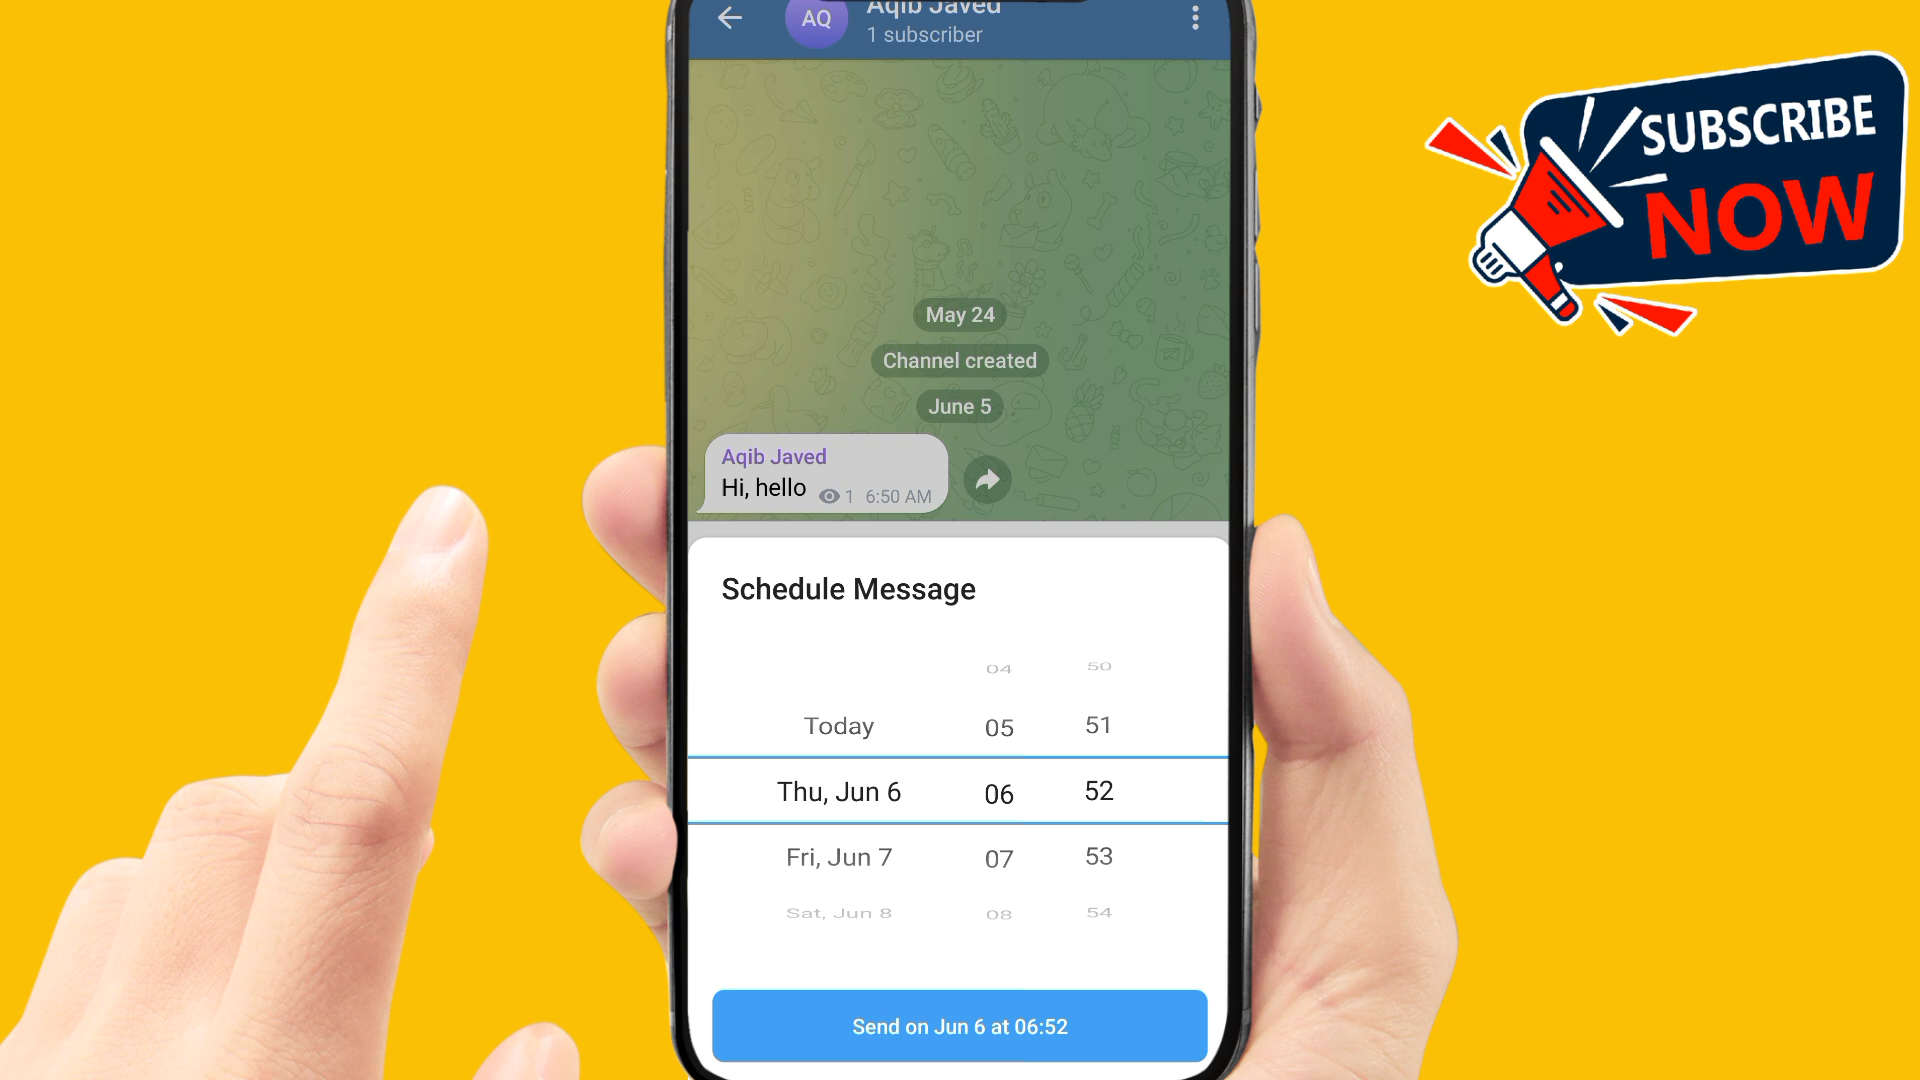 AQ
Aqib Javed
1 subscriber
SUBSCRIBE
NOW
May 24
Channel created
June 5
Aqib Javed
Hi, hello 1 6:50 AM
Schedule Message
04 50
Today 05 51
Thu, Jun 6 06 52
Fri, Jun 7 07 53
Sat, Jun 8 08 54
Send on Jun 6 at 06:52